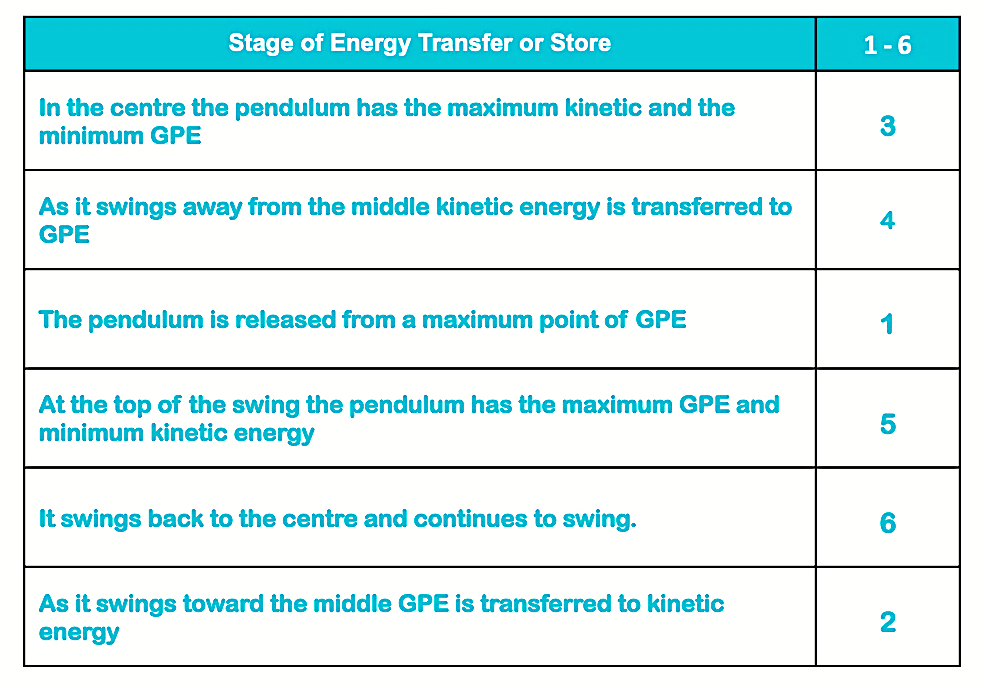 Stage of Energy Transfer or Store 1 - 6
In the centre the pendulum has the maximum kinetic and the
minimum GPE
3
As it swings away from the middle kinetic energy is transferred to
GPE
4
The pendulum is released from a maximum point of GPE
1
At the top of the swing the pendulum has the maximum GPE and
minimum kinetic energy
5
It swings back to the centre and continues to swing.
6
As it swings toward the middle GPE is transferred to kinetic
energy
2